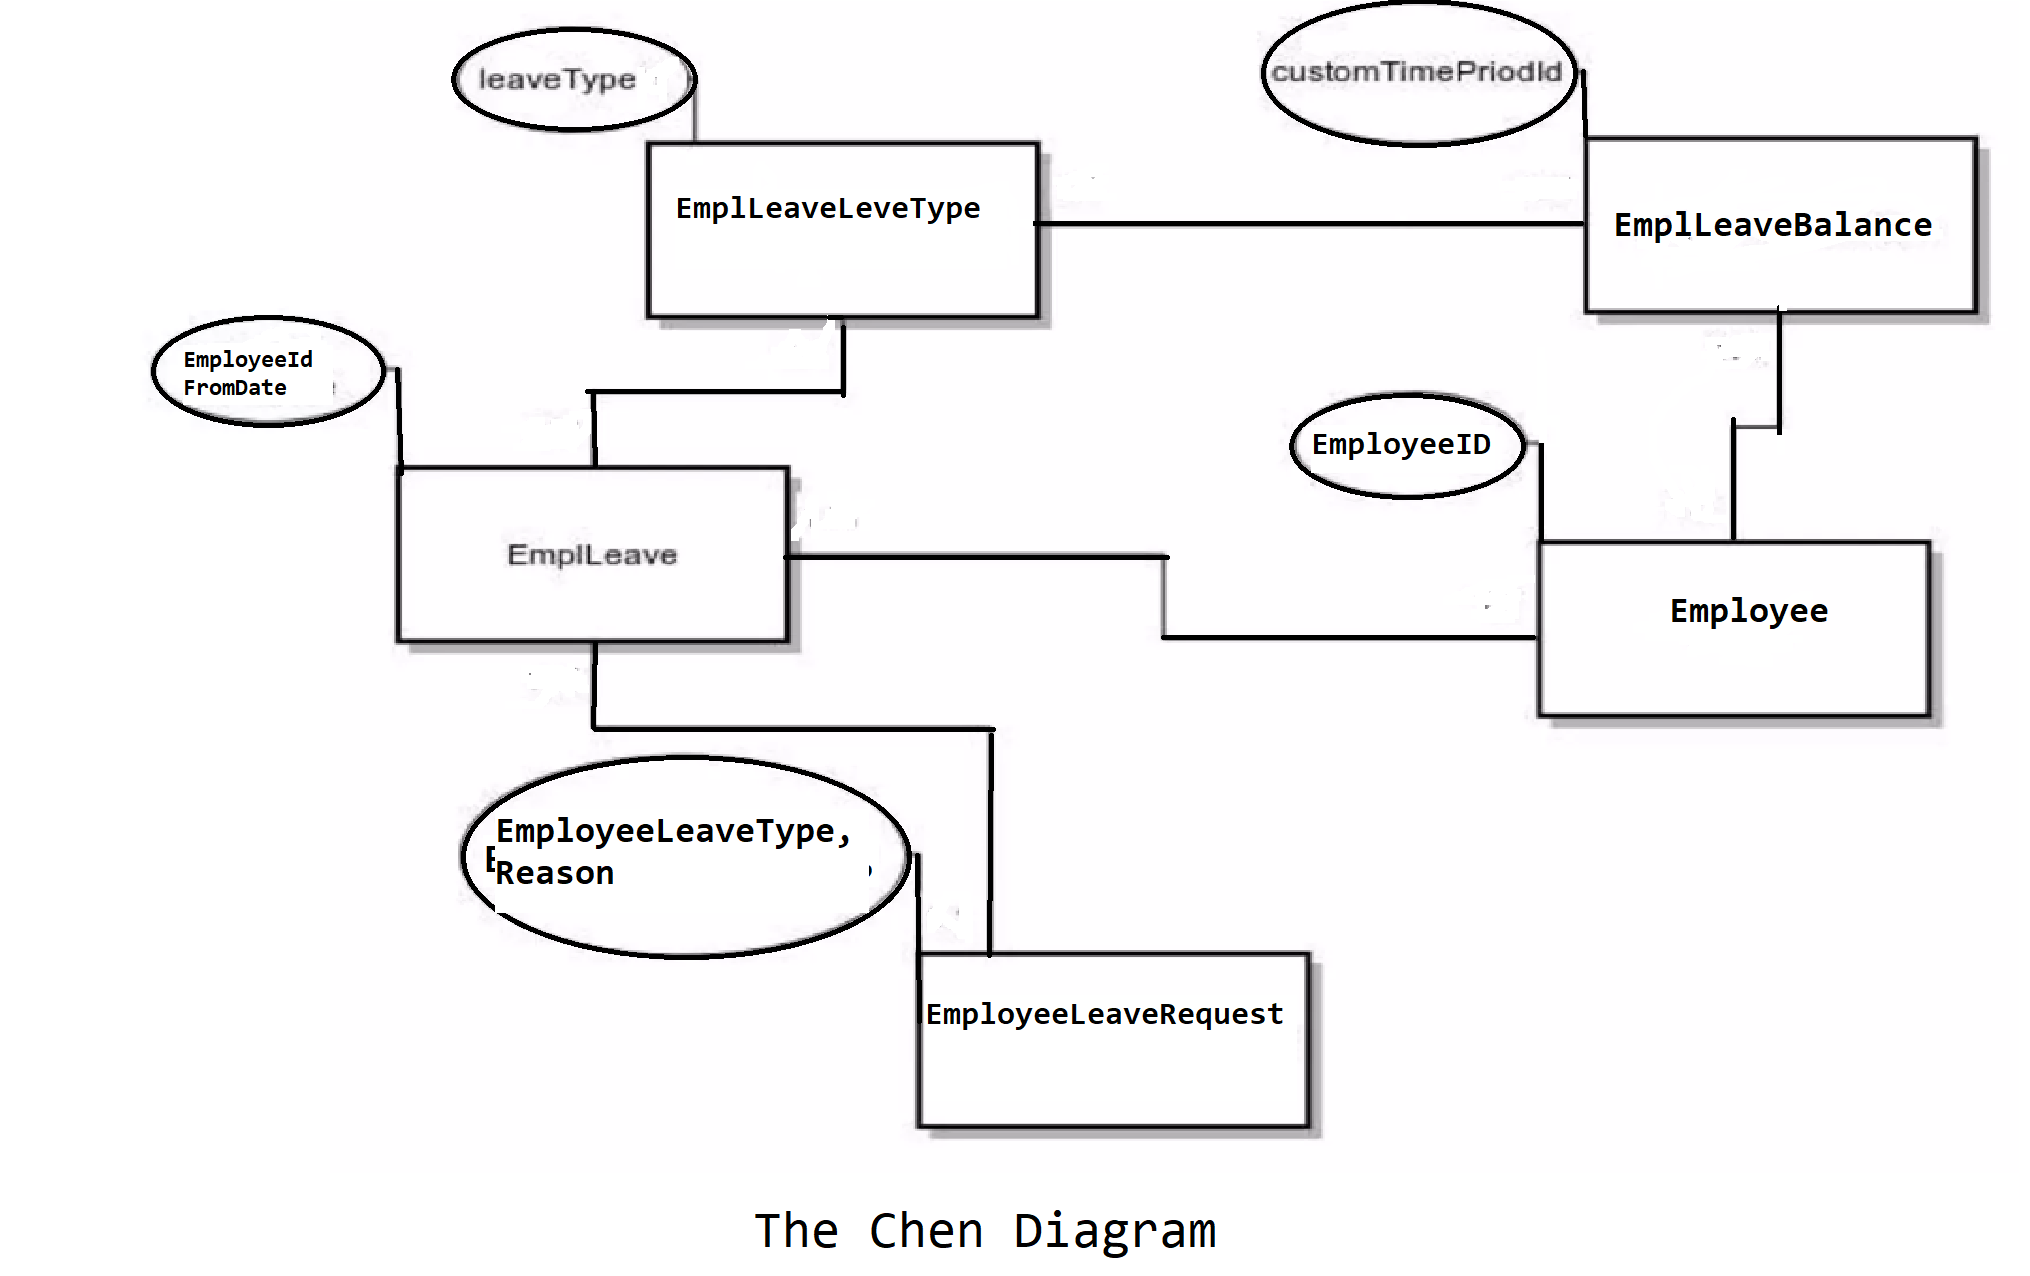 leaveType
customTimePriodId
EmplLeaveLeveType
EmplLeaveBalance
EmployeeId
FromDate
EmployeeID
EmplLeave
Employee
EmployeeLeaveType,
Reason
EmployeeLeaveRequest
The Chen Diagram